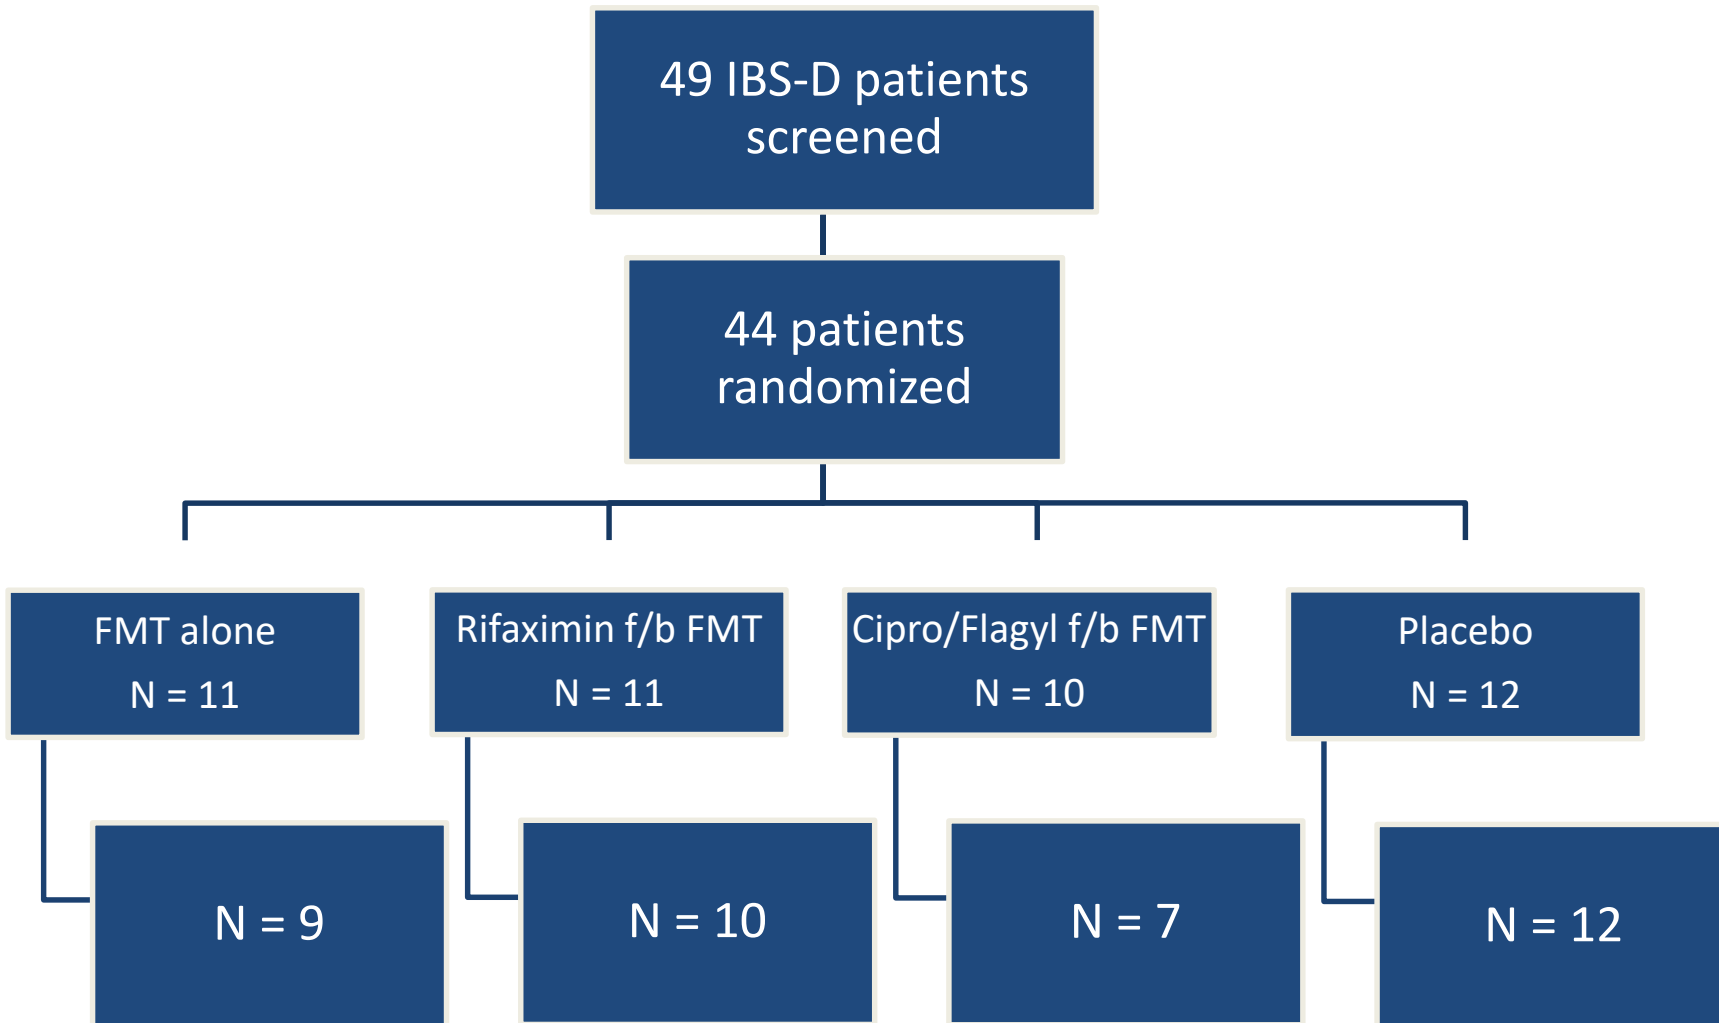 49 IBS-D patients
screened
44 patients
randomized
FMT alone
N = 11
Rifaximin f/b FMT
N = 11
Cipro/Flagyl f/b FMT
N = 10
Placebo
N = 12
N = 9
N = 10
N = 7
N = 12